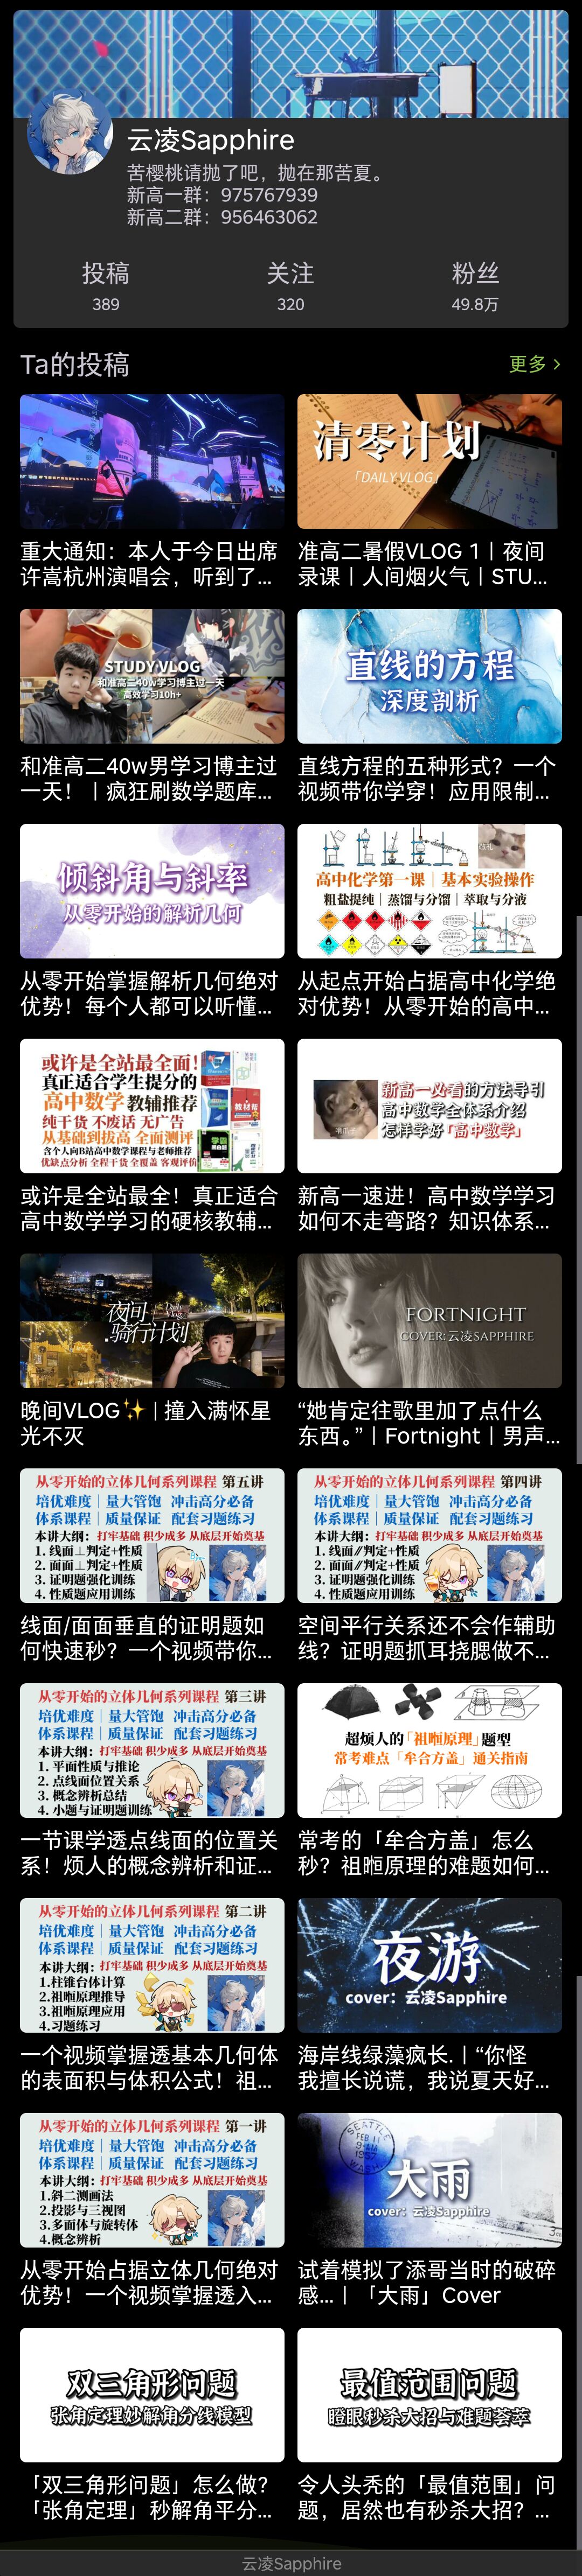 云凌Sapphire
苦樱桃请抛了吧，抛在那苦夏。
新高一群：975767939
新高二群：956463062
投稿 关注 粉丝
389 320 49.8万
Ta的投稿 更多
清零计划
「DAILY VLOG」
重大通知：本人于今日出席
许嵩杭州演唱会，听到了...
准高二暑假VLOG 1丨夜间
录课丨人间烟火气丨STU...
STUDY VLOG
和准高二40w学习博主过一天
高效学习10h+
直线的方程
深度剖析
和准高二40w男学习博主过
一天！丨疯狂刷数学题库...
直线方程的五种形式？一个
视频带你学穿！应用限制...
倾斜角与斜率
从零开始的解析几何
高中化学第一课｜基本实验操作
粗盐提纯｜蒸馏与分馏｜萃取与分液
从零开始掌握解析几何绝对
优势！每个人都可以听懂...
从起点开始占据高中化学绝
对优势！从零开始的高中...
或许是全站最全面！
真正适合学生提分的
高中数学教辅推荐
纯干货 不废话 无广告
从基础到拔高 全面测评
含个人向B站高中数学课程与老师推荐
优缺点分析 全程干货 全覆盖 客观评价
新高一必看的方法导引
高中数学全体系介绍
怎样学好「高中数学」
或许是全站最全！真正适合
高中数学学习的硬核教辅...
新高一速进！高中数学学习
如何不走弯路？知识体系...
夜间
Daily Vlog
骑行计划
FORTNIGHT
COVER:云凌SAPPHIRE
晚间VLOG✨丨撞入满怀星
光不灭
“她肯定往歌里加了点什么
东西。”丨Fortnight丨男声...
从零开始的立体几何系列课程 第五讲
培优难度｜量大管饱 冲击高分必备
体系课程｜质量保证 配套习题练习
本讲大纲：打牢基础 积少成多 从底层开始奠基
1. 线面⊥判定+性质
2. 面面⊥判定+性质
3. 证明题强化训练
4. 性质题应用训练
从零开始的立体几何系列课程 第四讲
培优难度｜量大管饱 冲击高分必备
体系课程｜质量保证 配套习题练习
本讲大纲：打牢基础 积少成多 从底层开始奠基
1. 线面∥判定+性质
2. 面面∥判定+性质
3. 证明题强化训练
4. 性质题应用训练
线面/面面垂直的证明题如
何快速秒？一个视频带你...
空间平行关系还不会作辅助
线？证明题抓耳挠腮做不...
从零开始的立体几何系列课程 第三讲
培优难度｜量大管饱 冲击高分必备
体系课程｜质量保证 配套习题练习
本讲大纲：打牢基础 积少成多 从底层开始奠基
1. 平面性质与推论
2. 点线面位置关系
3. 概念辨析总结
4. 小题与证明题训练
超烦人的「祖暅原理」题型
常考难点「牟合方盖」通关指南
一节课学透点线面的位置关
系！烦人的概念辨析和证...
常考的「牟合方盖」怎么
秒？祖暅原理的难题如何...
从零开始的立体几何系列课程 第二讲
培优难度｜量大管饱 冲击高分必备
体系课程｜质量保证 配套习题练习
本讲大纲：打牢基础 积少成多 从底层开始奠基
1.柱锥台体计算
2.祖暅原理推导
3.祖暅原理应用
4.习题练习
夜游
cover：云凌Sapphire
一个视频掌握透基本几何体
的表面积与体积公式！祖...
海岸线绿藻疯长.丨“你怪
我擅长说谎，我说夏天好...
从零开始的立体几何系列课程 第一讲
培优难度｜量大管饱 冲击高分必备
体系课程｜质量保证 配套习题练习
本讲大纲：打牢基础 积少成多 从底层开始奠基
1.斜二测画法
2.投影与三视图
3.多面体与旋转体
4.概念辨析
SEATTLE
FEB 11
9 AM
1957
WASH.
大雨
cover：云凌Sapphire
从零开始占据立体几何绝对
优势！一个视频掌握透入...
试着模拟了添哥当时的破碎
感...丨「大雨」Cover
双三角形问题
张角定理妙解角分线模型
最值范围问题
瞪眼秒杀大招与难题荟萃
「双三角形问题」怎么做？
「张角定理」秒解角平分...
令人头秃的「最值范围」问
题，居然也有秒杀大招？...
云凌Sapphire